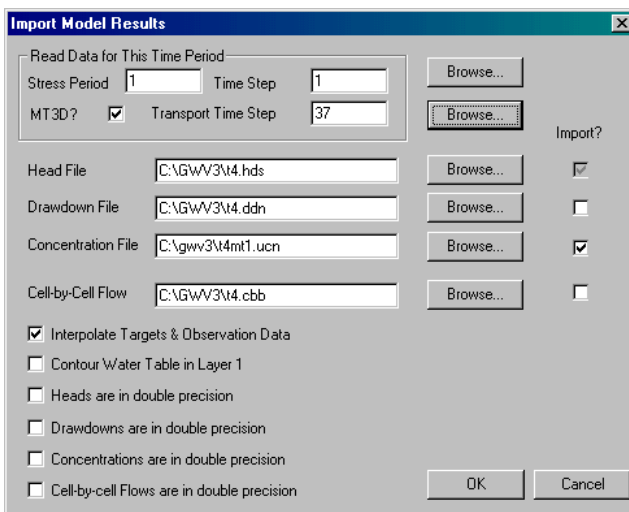 Import Model Results
Read Data for This Time Period
Stress Period 1 Time Step 1 Browse...
MT3D? Transport Time Step 37 Browse...
Import?
Head File C:\GWV3\t4.hds Browse...
Drawdown File C:\GWV3\t4.ddn Browse...
Concentration File C:\gwv3\t4mt1.ucn Browse...
Cell-by-Cell Flow C:\GWV3\t4.cbb Browse...
Interpolate Targets & Observation Data
Contour Water Table in Layer 1
Heads are in double precision
Drawdowns are in double precision
Concentrations are in double precision
Cell-by-cell Flows are in double precision OK Cancel